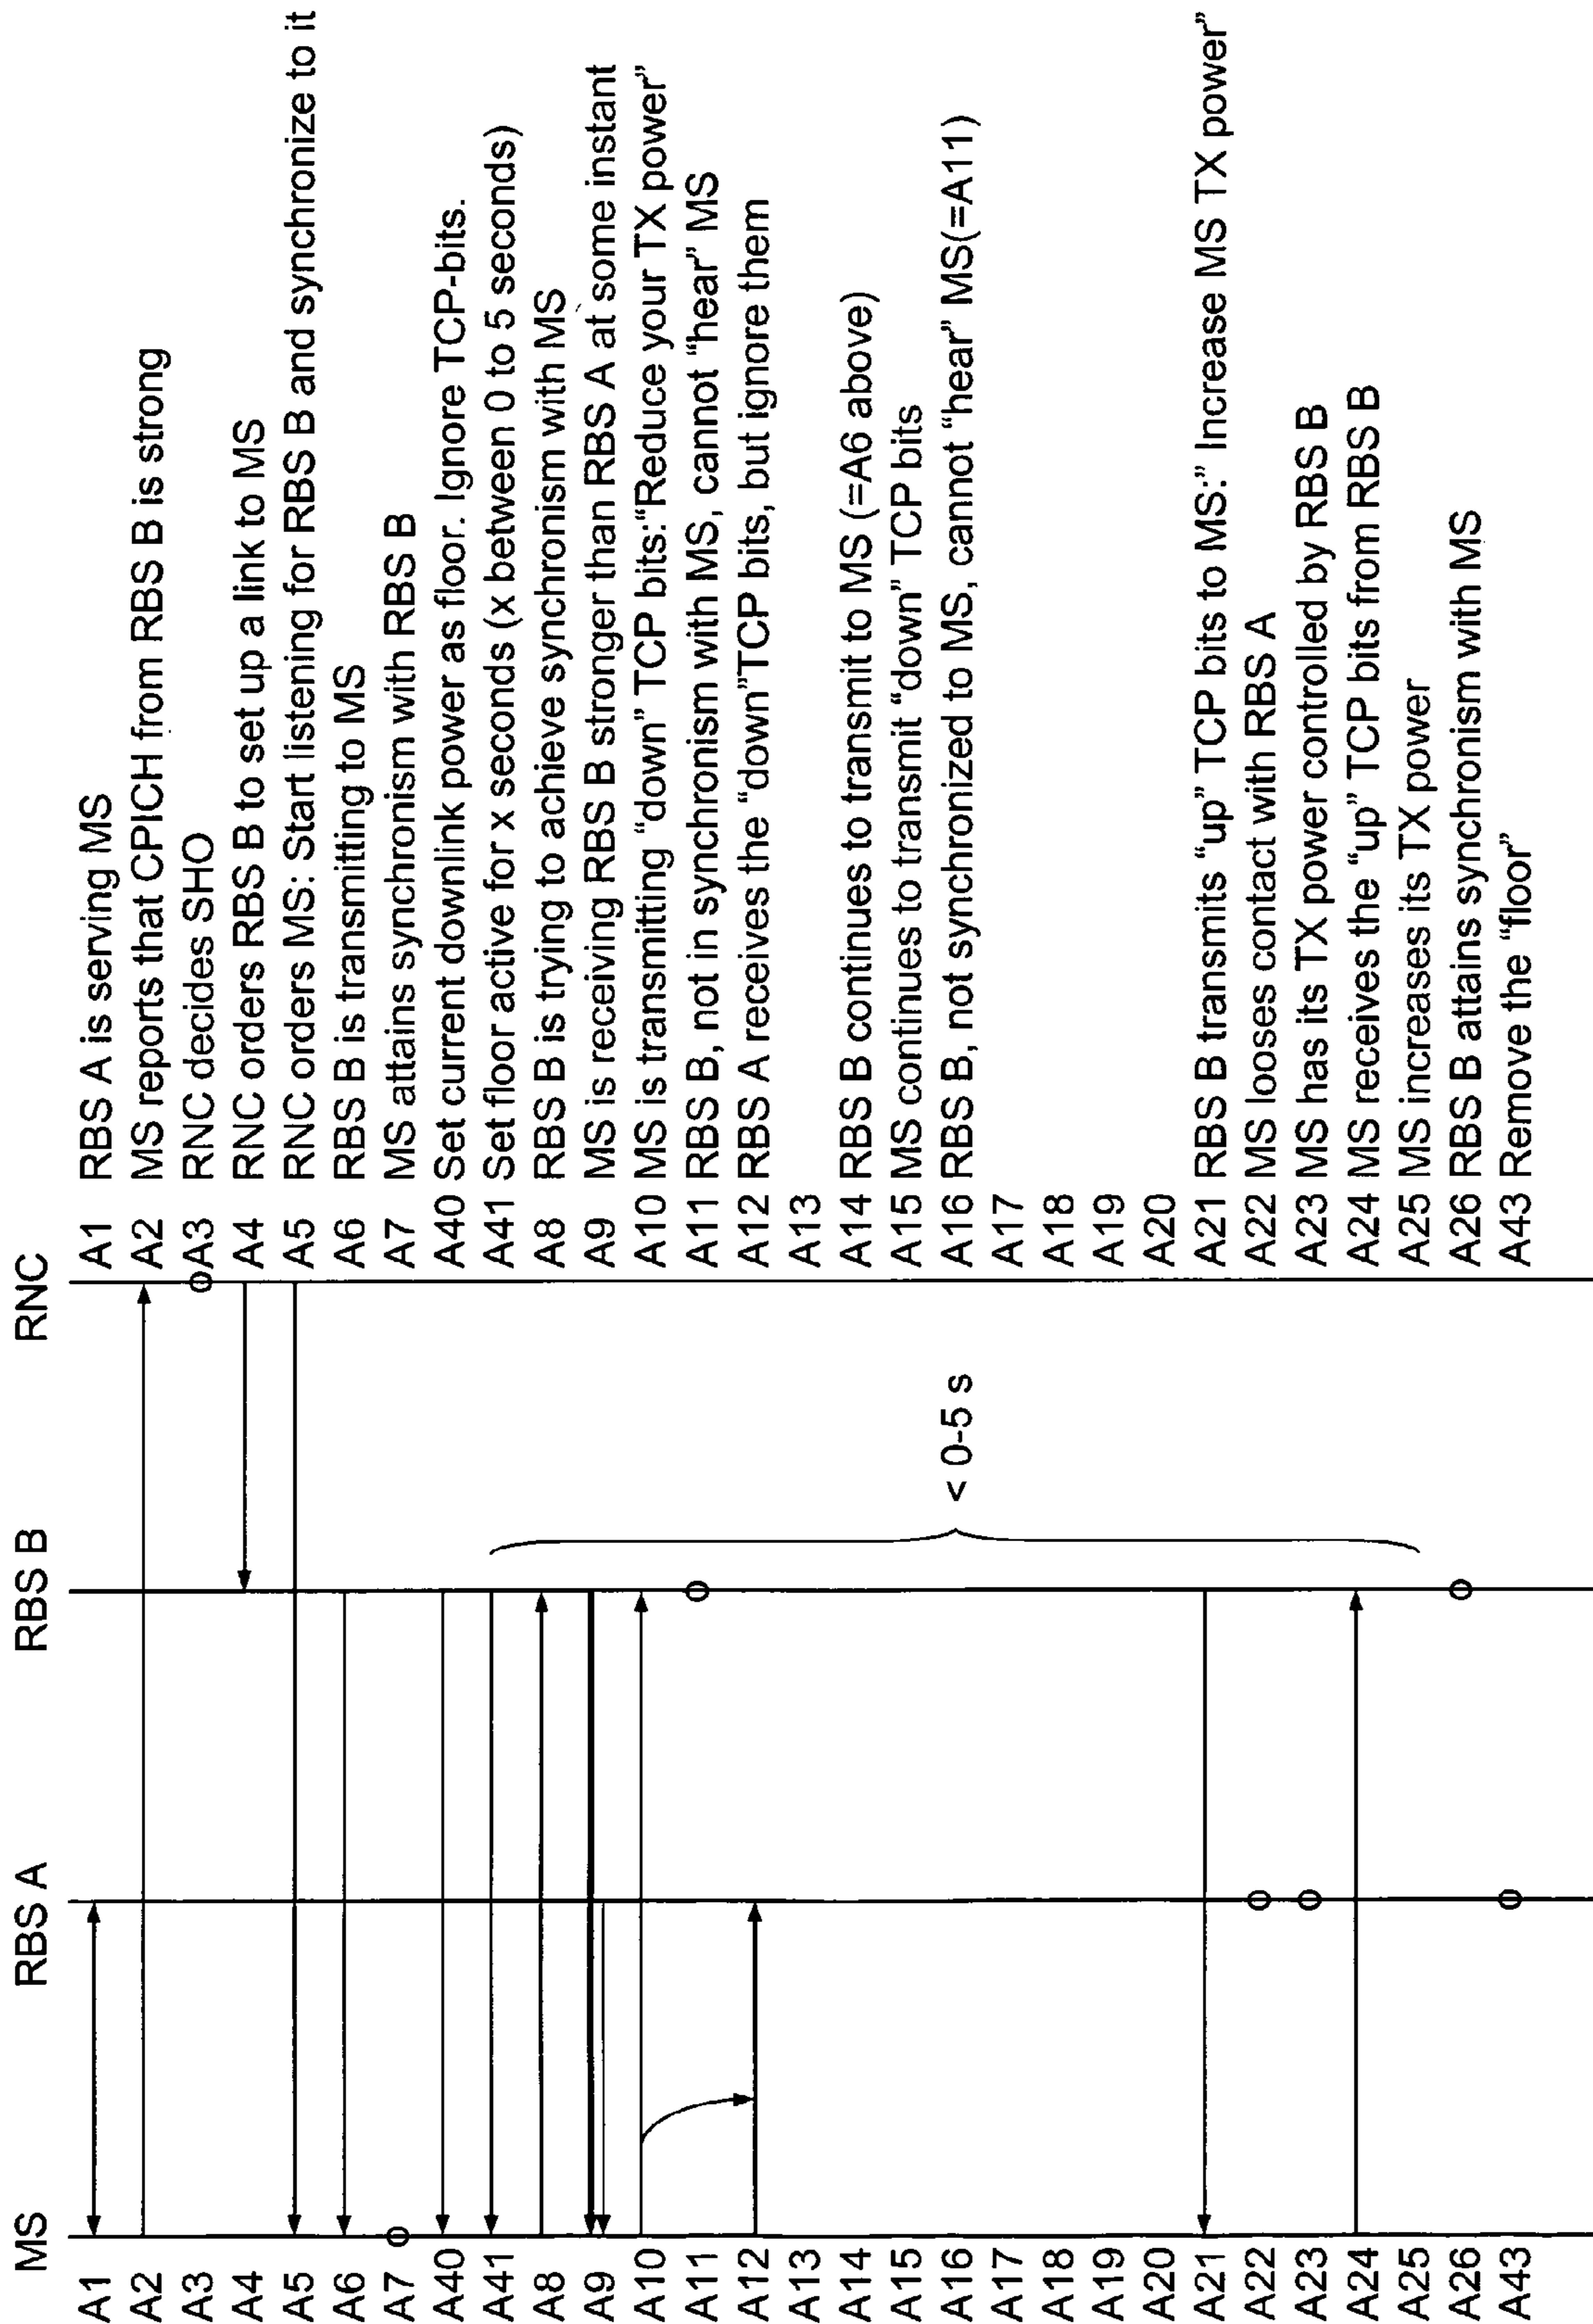 MS RBS A RBS B RNC
A1 A1 RBS A is serving MS
A2 A2 MS reports that CPICH from RBS B is strong
A3 A3 RNC decides SHO
A4 A4 RNC orders RBS B to set up a link to MS
A5 A5 RNC orders MS: Start listening for RBS B and synchronize to it
A6 A6 RBS B is transmitting to MS
A7 A7 MS attains synchronism with RBS B
A40 A40 Set current downlink power as floor. Ignore TCP-bits.
A41 A41 Set floor active for x seconds (x between 0 to 5 seconds)
A8 A8 RBS B is trying to achieve synchronism with MS
A9 A9 MS is receiving RBS B stronger than RBS A at some instant
A10 A10 MS is transmitting “down” TCP bits:“Reduce your TX power”
A11 A11 RBS B, not in synchronism with MS, cannot “hear” MS
A12 A12 RBS A receives the “down”TCP bits, but ignore them
A13 A13
A14 A14 RBS B continues to transmit to MS (=A6 above)
A15 A15 MS continues to transmit “down” TCP bits
A16 < 0-5 s A16 RBS B, not synchronized to MS, cannot “hear” MS(=A11)
A17 A17
A18 A18
A19 A19
A20 A20
A21 A21 RBS B transmits “up” TCP bits to MS:” Increase MS TX power”
A22 A22 MS looses contact with RBS A
A23 A23 MS has its TX power controlled by RBS B
A24 A24 MS receives the “up” TCP bits from RBS B
A25 A25 MS increases its TX power
A26 A26 RBS B attains synchronism with MS
A43 A43 Remove the “floor”